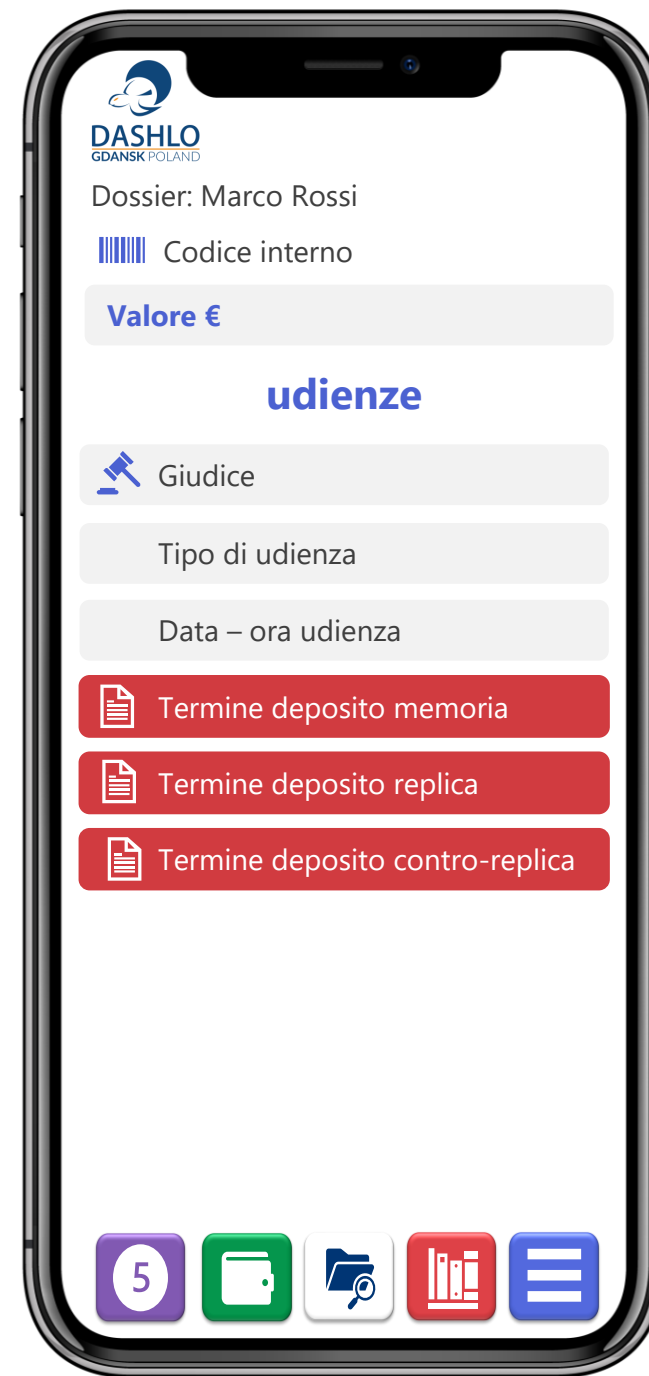 DASHLO
GDANSK POLAND
Dossier: Marco Rossi
Codice interno
Valore €
udienze
Giudice
Tipo di udienza
Data – ora udienza
Termine deposito memoria
Termine deposito replica
Termine deposito contro-replica
5